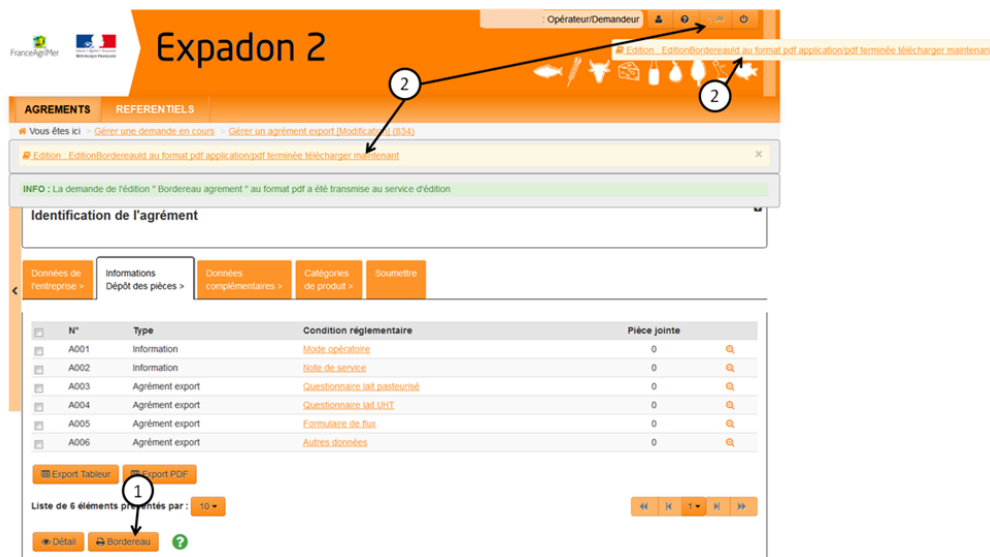 : Opérateur/Demandeur
FranceAgriMer
Liberté • Égalité • Fraternité
RÉPUBLIQUE FRANÇAISE
Expadon 2
Edition : EditionBordereauId au format pdf application/pdf terminée télécharger maintenant
2
2
AGREMENTS REFERENTIELS
Vous êtes ici > Gérer une demande en cours > Gérer un agrément export [Modification] (834)
Edition : EditionBordereauId au format pdf application/pdf terminée télécharger maintenant ×
INFO : La demande de l'édition " Bordereau agrement " au format pdf a été transmise au service d'édition
Identification de l'agrément
Données de l'entreprise >
Informations Dépôt des pièces >
Données complémentaires >
Catégories de produit >
Soumettre
N° Type Condition réglementaire Pièce jointe
A001 Information Mode opératoire 0
A002 Information Note de service 0
A003 Agrément export Questionnaire lait pasteurisé 0
A004 Agrément export Questionnaire lait UHT 0
A005 Agrément export Formulaire de flux 0
A006 Agrément export Autres données 0
Export Tableur Export PDF
1
Liste de 6 éléments présentés par : 10 1
Détail Bordereau ?